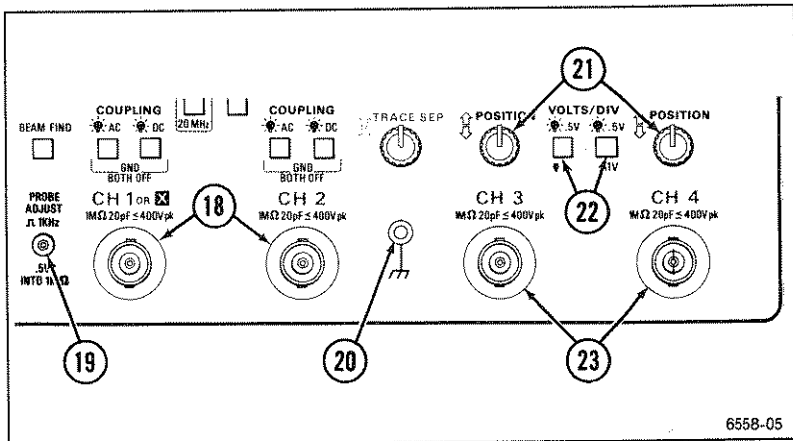 21
COUPLING
COUPLING
TRACE SEP
POSITION
VOLTS/DIV
POSITION
20 MHz
BEAM FIND
AC
DC
AC
DC
.5V
.5V
GND
BOTH OFF
GND
BOTH OFF
.1V
PROBE
ADJUST
1KHz
CH 1 OR X
18
CH 2
22
CH 3
CH 4
1MΩ 20pF ≤ 400V pk
1MΩ 20pF ≤ 400V pk
1MΩ 20pF ≤ 400V pk
1MΩ 20pF ≤ 400V pk
INTO 1MΩ
19
20
23
6558-05